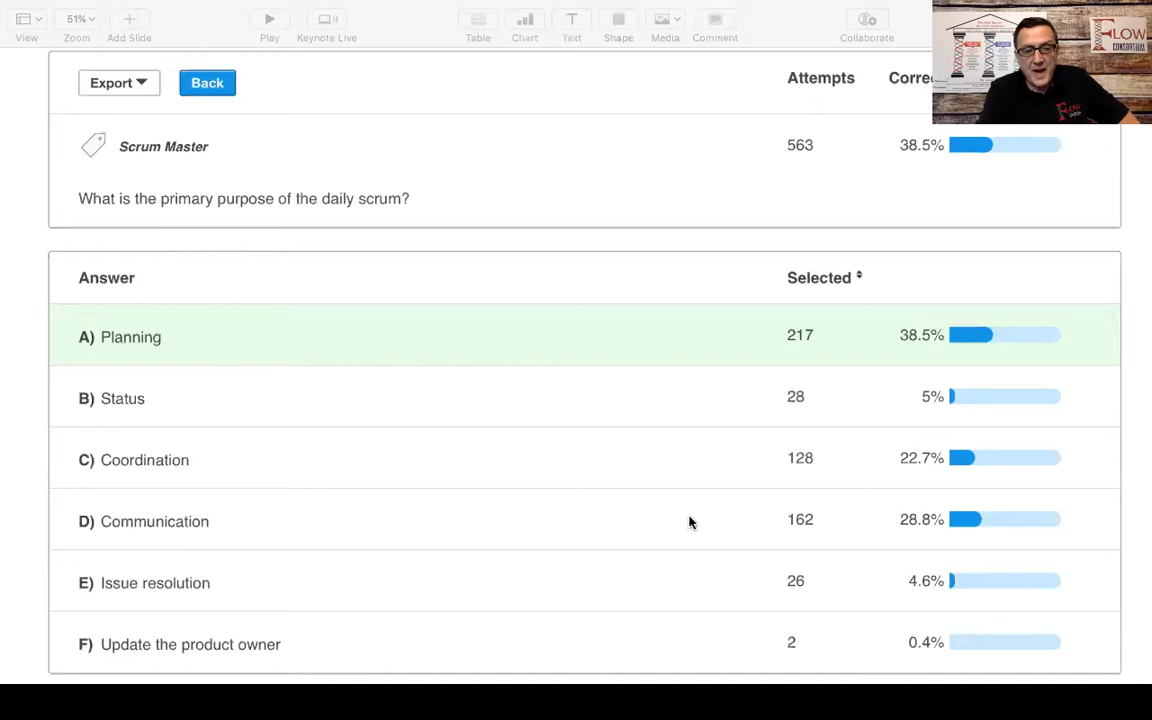 51%
View
Zoom
Add Slide
Play
Keynote Live
Table
Chart
Text
Shape
Media
Comment
Collaborate
FLOW
CONSORTIUM
Export
Back
Attempts
Scrum Master
563
38.5%
What is the primary purpose of the daily scrum?
Answer
Selected
A) Planning
217
38.5%
B) Status
28
5%
C) Coordination
128
22.7%
D) Communication
162
28.8%
E) Issue resolution
26
4.6%
F) Update the product owner
2
0.4%